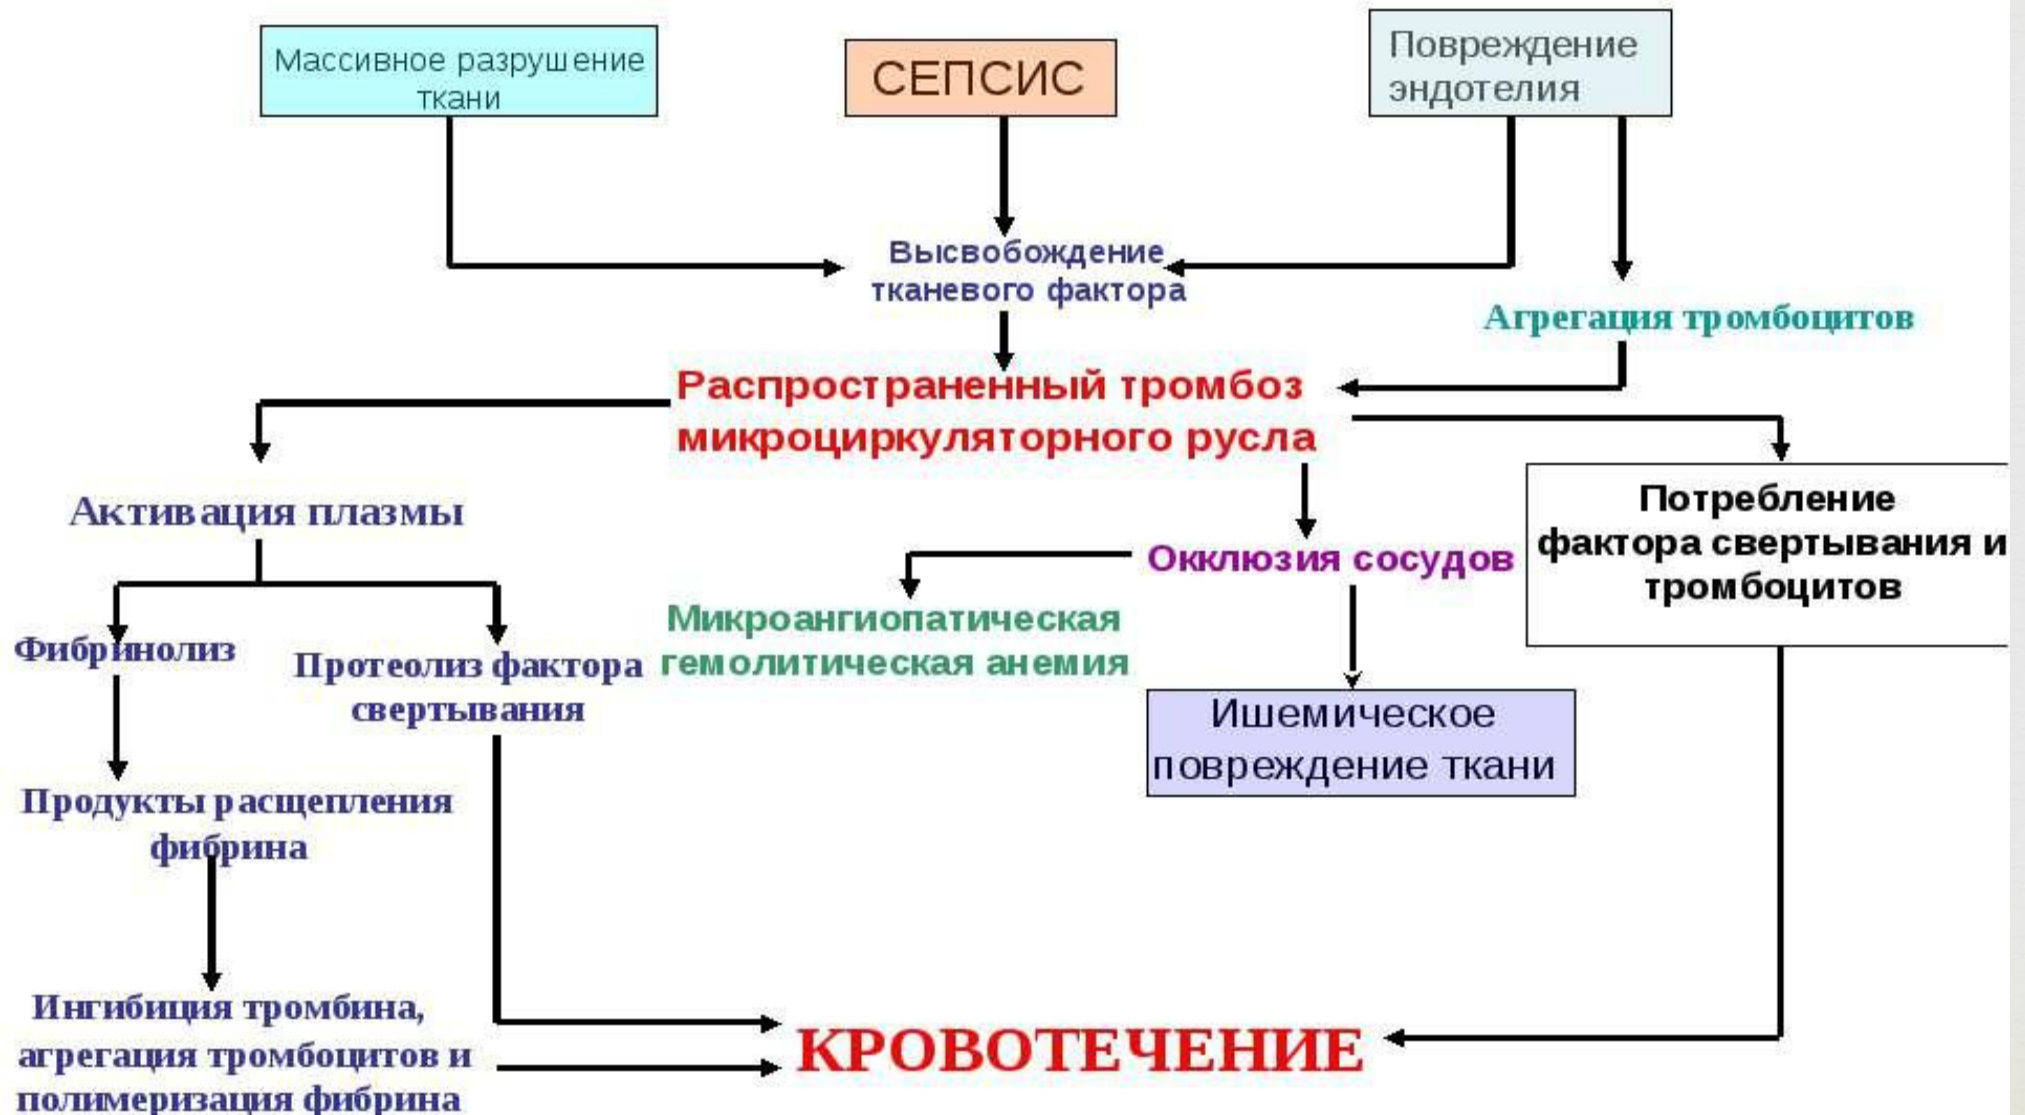 Массивное разрушение
ткани
СЕПСИС
Повреждение
эндотелия
Высвобождение
тканевого фактора
Агрегация тромбоцитов
Распространенный тромбоз
микроциркуляторного русла
Активация плазмы
Окклюзия сосудов
Потребление
фактора свертывания и
тромбоцитов
Микроангиопатическая
гемолитическая анемия
Фибринолиз
Протеолиз фактора
свертывания
Ишемическое
повреждение ткани
Продукты расщепления
фибрина
Ингибиция тромбина,
агрегация тромбоцитов и
полимеризация фибрина
КРОВОТЕЧЕНИЕ